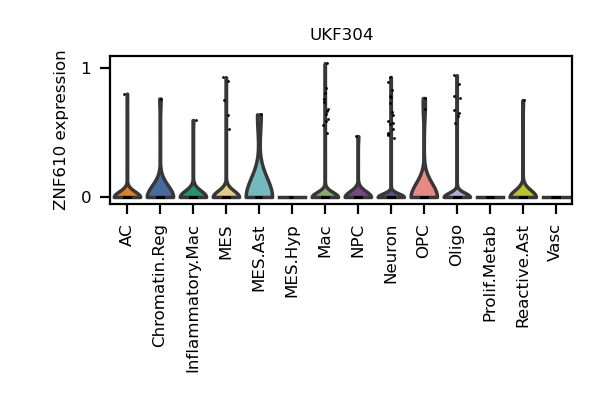 UKF304
ZNF610 expression
1
0
AC
Chromatin.Reg
Inflammatory.Mac
MES
MES.Ast
MES.Hyp
Mac
NPC
Neuron
OPC
Oligo
Prolif.Metab
Reactive.Ast
Vasc